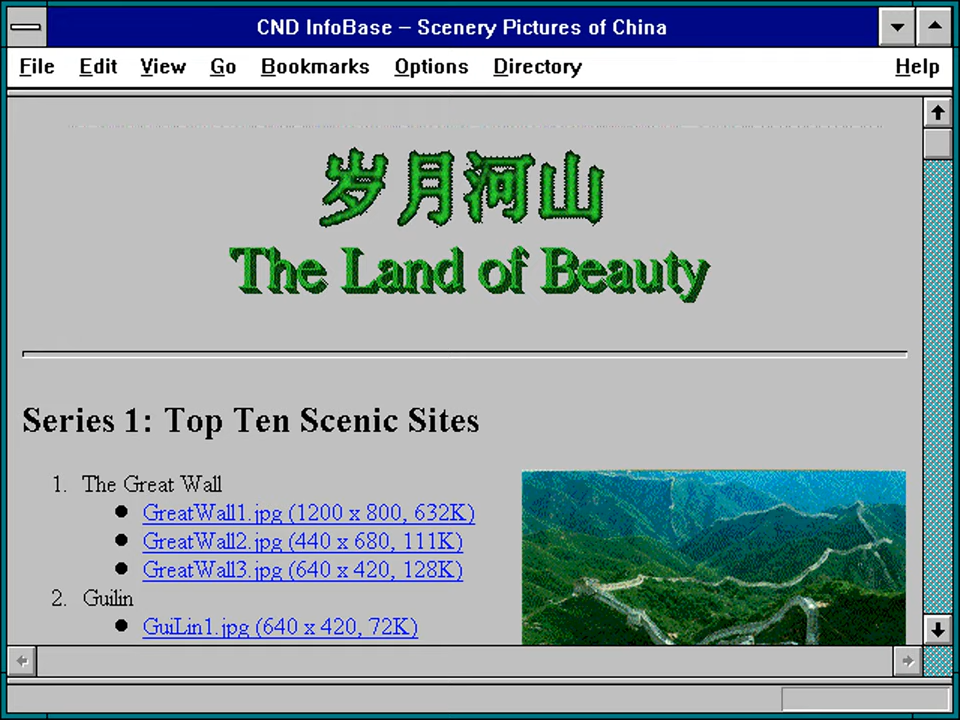 CND InfoBase – Scenery Pictures of China
File Edit View Go Bookmarks Options Directory Help
岁月河山
The Land of Beauty
Series 1: Top Ten Scenic Sites
1. The Great Wall
GreatWall1.jpg (1200 x 800, 632K)
GreatWall2.jpg (440 x 680, 111K)
GreatWall3.jpg (640 x 420, 128K)
2. Guilin
GuiLin1.jpg (640 x 420, 72K)